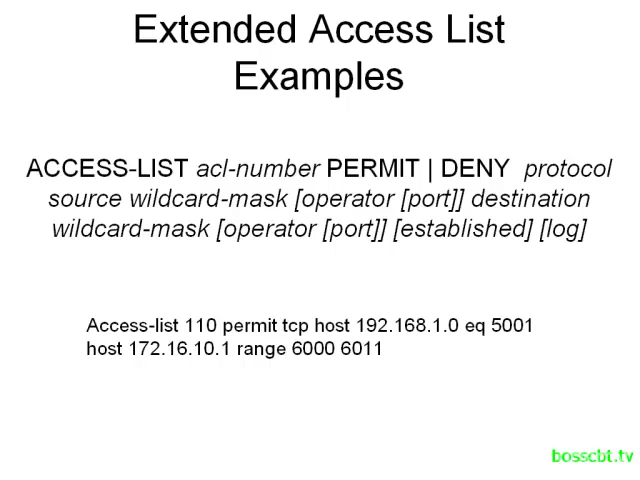 Extended Access List
Examples
ACCESS-LIST acl-number PERMIT | DENY protocol
source wildcard-mask [operator [port]] destination
wildcard-mask [operator [port]] [established] [log]
Access-list 110 permit tcp host 192.168.1.0 eq 5001
host 172.16.10.1 range 6000 6011
bosscbt.tv